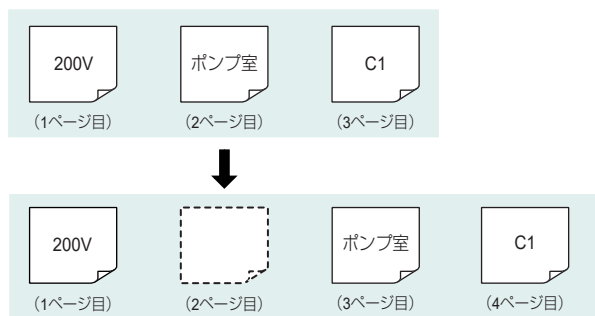 200V ポンプ室 C1
（1ページ目） （2ページ目） （3ページ目）
200V ポンプ室 C1
（1ページ目） （2ページ目） （3ページ目） （4ページ目）